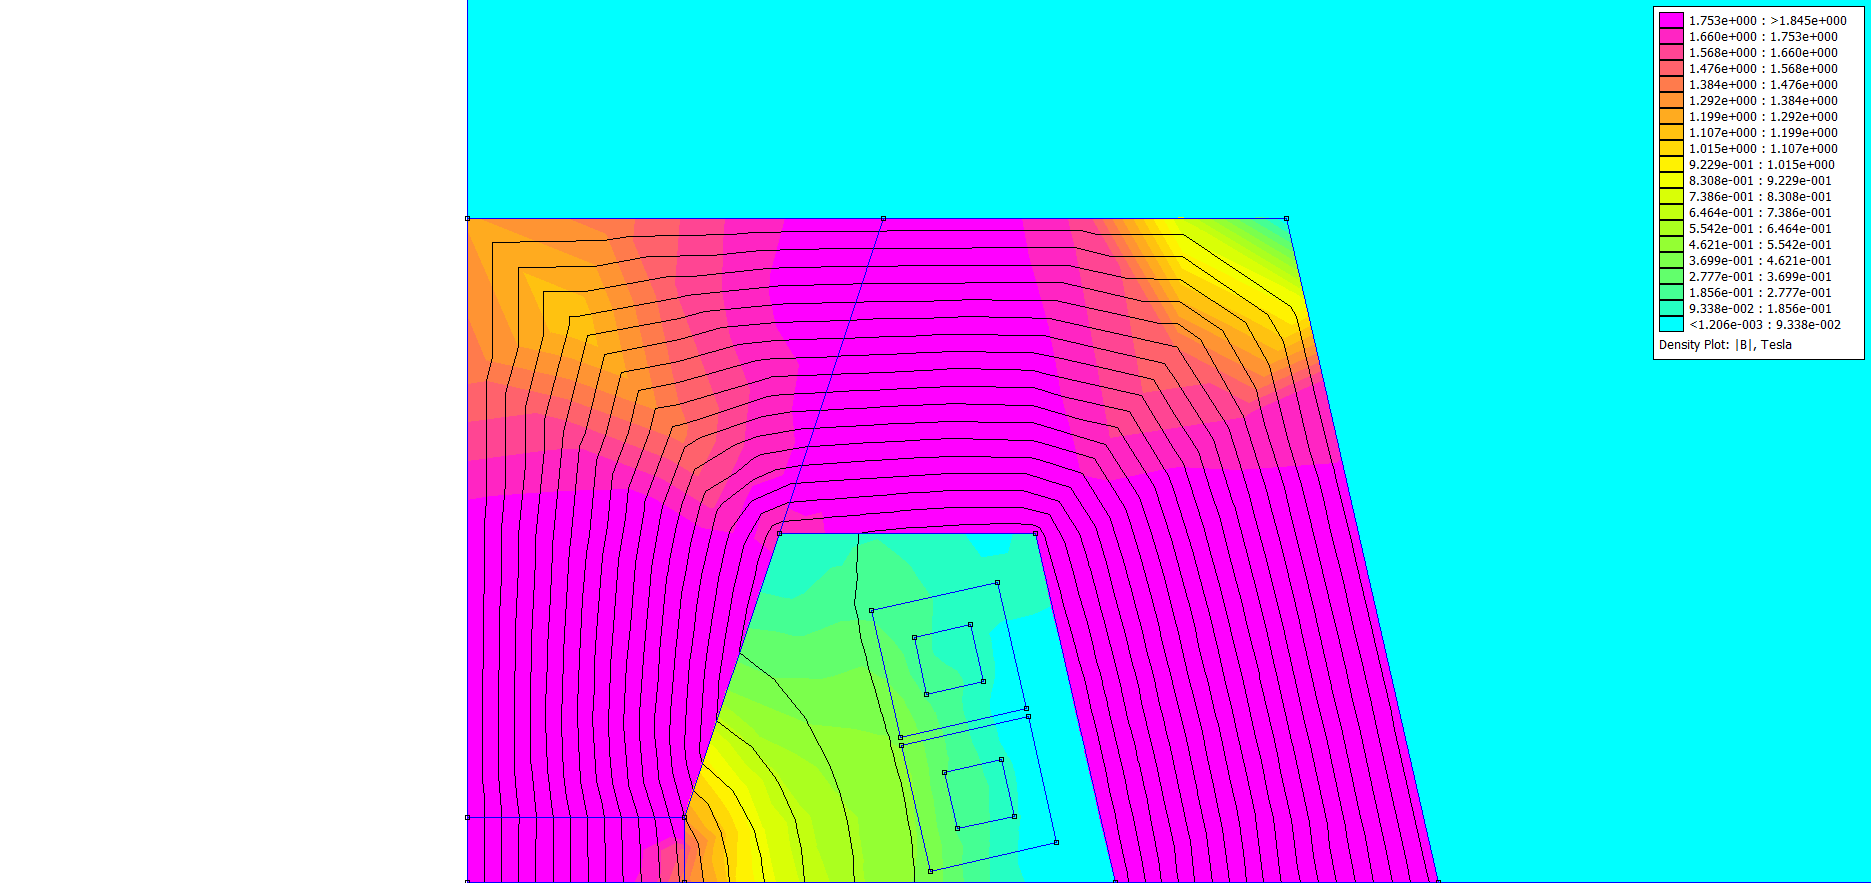 1.753e+000 : >1.845e+000
1.660e+000 : 1.753e+000
1.568e+000 : 1.660e+000
1.476e+000 : 1.568e+000
1.384e+000 : 1.476e+000
1.292e+000 : 1.384e+000
1.199e+000 : 1.292e+000
1.107e+000 : 1.199e+000
1.015e+000 : 1.107e+000
9.229e-001 : 1.015e+000
8.308e-001 : 9.229e-001
7.386e-001 : 8.308e-001
6.464e-001 : 7.386e-001
5.542e-001 : 6.464e-001
4.621e-001 : 5.542e-001
3.699e-001 : 4.621e-001
2.777e-001 : 3.699e-001
1.856e-001 : 2.777e-001
9.338e-002 : 1.856e-001
<1.206e-003 : 9.338e-002
Density Plot: |B|, Tesla